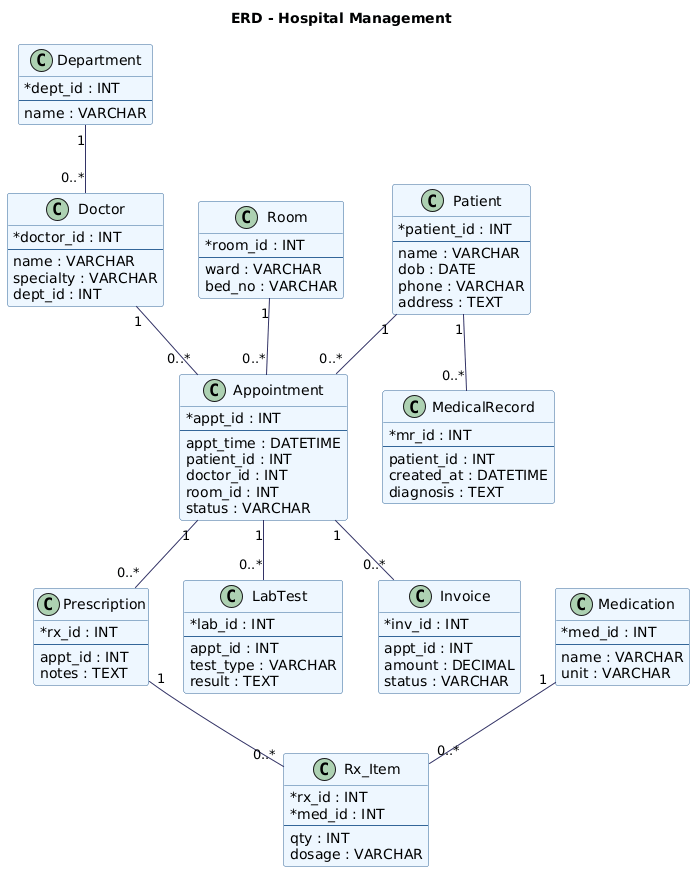 ERD - Hospital Management
C Department
*dept_id : INT
name : VARCHAR
1
0..*
C Doctor
*doctor_id : INT
name : VARCHAR
specialty : VARCHAR
dept_id : INT
C Room
*room_id : INT
ward : VARCHAR
bed_no : VARCHAR
C Patient
*patient_id : INT
name : VARCHAR
dob : DATE
phone : VARCHAR
address : TEXT
1
1
1
1
0..*
0..*
0..*
0..*
C Appointment
*appt_id : INT
appt_time : DATETIME
patient_id : INT
doctor_id : INT
room_id : INT
status : VARCHAR
C MedicalRecord
*mr_id : INT
patient_id : INT
created_at : DATETIME
diagnosis : TEXT
1
1
1
0..*
0..*
0..*
C Prescription
*rx_id : INT
appt_id : INT
notes : TEXT
C LabTest
*lab_id : INT
appt_id : INT
test_type : VARCHAR
result : TEXT
C Invoice
*inv_id : INT
appt_id : INT
amount : DECIMAL
status : VARCHAR
C Medication
*med_id : INT
name : VARCHAR
unit : VARCHAR
1
1
0..*
0..*
C Rx_Item
*rx_id : INT
*med_id : INT
qty : INT
dosage : VARCHAR